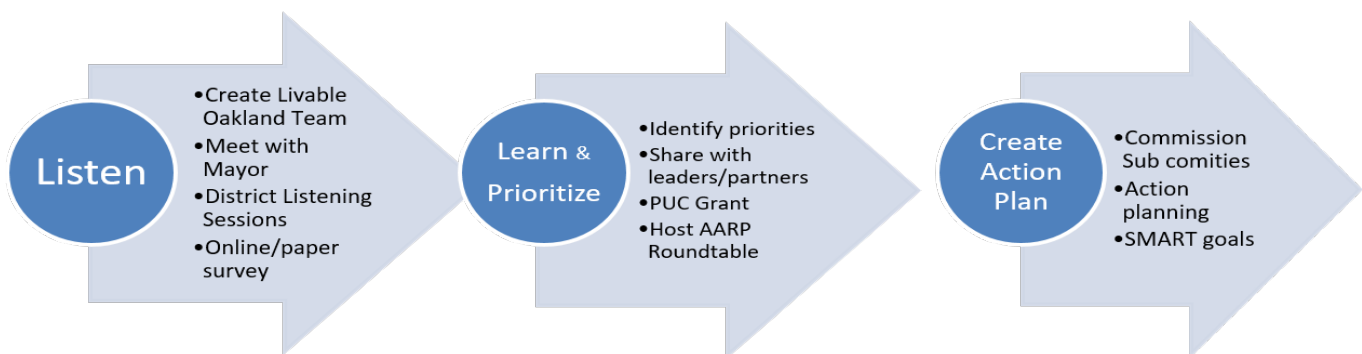 Listen
•Create Livable
Oakland Team
•Meet with
Mayor
•District Listening
Sessions
•Online/paper
survey
Learn &
Prioritize
•Identify priorities
•Share with
leaders/partners
•PUC Grant
•Host AARP
Roundtable
Create
Action
Plan
•Commission
Sub comities
•Action
planning
•SMART goals